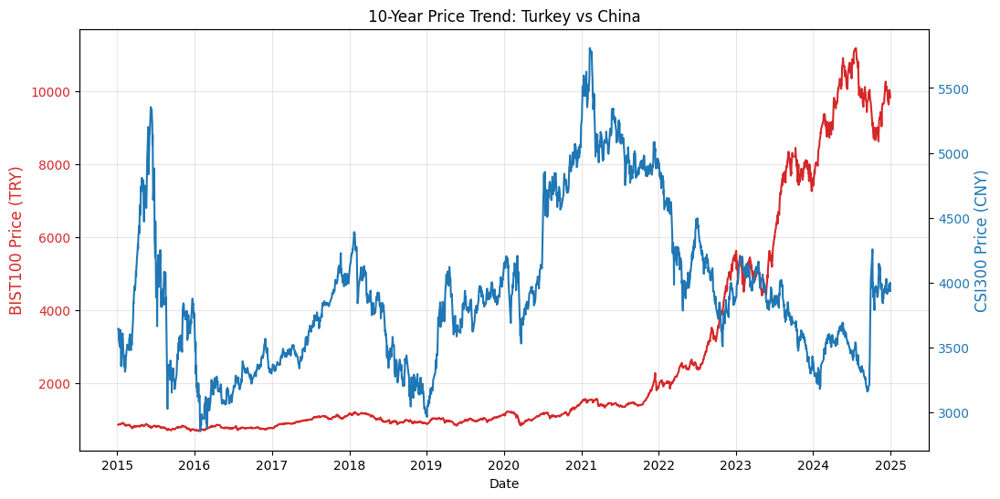 10-Year Price Trend: Turkey vs China
BIST100 Price (TRY)
10000
8000
6000
4000
2000
5500
5000
4500
4000
3500
3000
CSI300 Price (CNY)
2015 2016 2017 2018 2019 2020 2021 2022 2023 2024 2025
Date